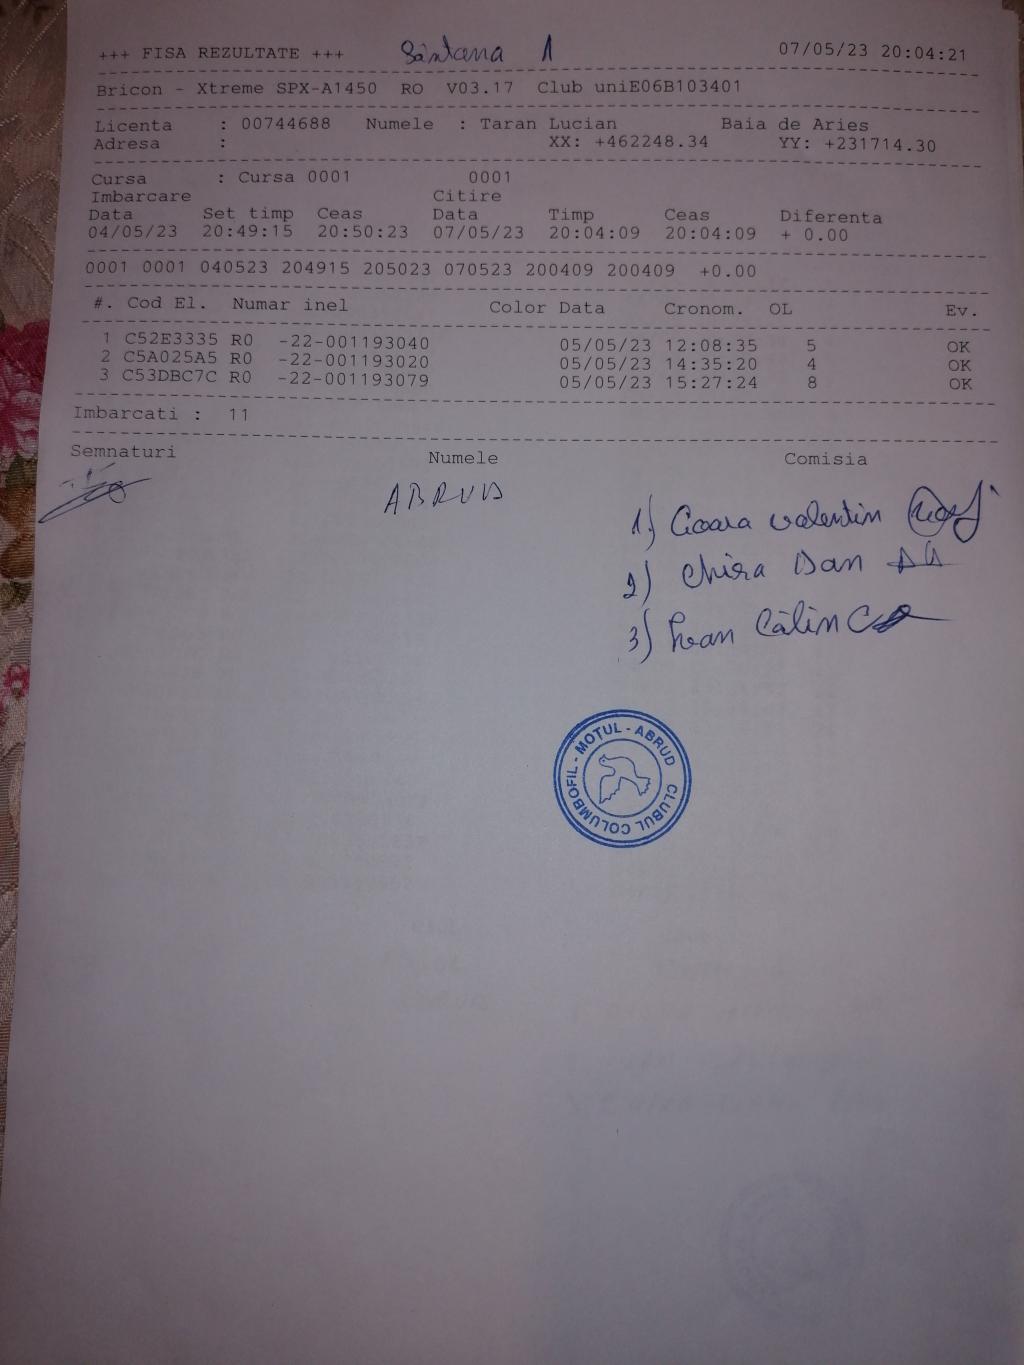 +++ FISA REZULTATE +++ Sântana 1 07/05/23 20:04:21
Bricon - Xtreme SPX-A1450 RO V03.17 Club uniE06B103401
Licenta : 00744688 Numele : Taran Lucian Baia de Aries
Adresa : XX: +462248.34 YY: +231714.30
Cursa : Cursa 0001 0001
Imbarcare Citire
Data Set timp Ceas Data Timp Ceas Diferenta
04/05/23 20:49:15 20:50:23 07/05/23 20:04:09 20:04:09 + 0.00
0001 0001 040523 204915 205023 070523 200409 200409 +0.00
#. Cod El. Numar inel Color Data Cronom. OL Ev.
1 C52E3335 R0 -22-001193040 05/05/23 12:08:35 5 OK
2 C5A025A5 R0 -22-001193020 05/05/23 14:35:20 4 OK
3 C53DBC7C R0 -22-001193079 05/05/23 15:27:24 8 OK
Imbarcati : 11
Semnaturi Numele Comisia
ABRUD
1) Valentin
2) Chira Dan
3) Călin
CLUBUL COLUMBOFIL - MOTUL - ABRUD